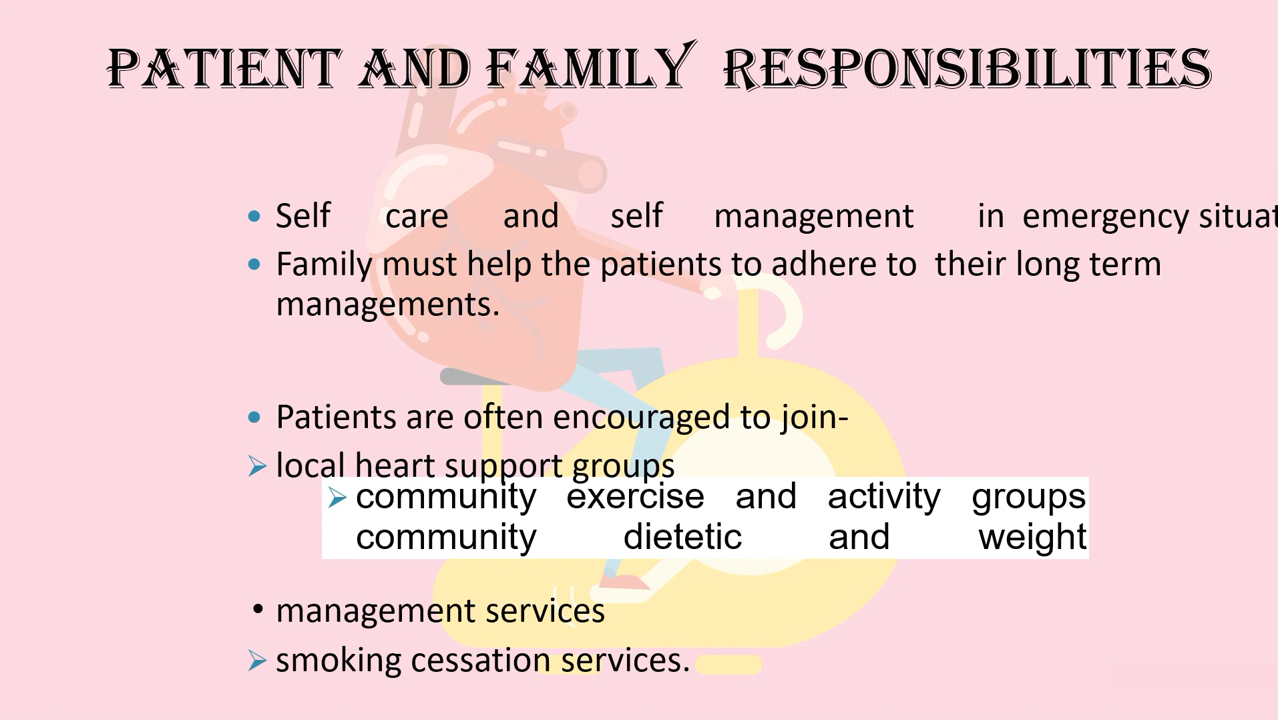 PATIENT AND FAMILY RESPONSIBILITIES
• Self care and self management in emergency situat
• Family must help the patients to adhere to their long term
managements.
• Patients are often encouraged to join-
➢ local heart support groups
➢ community exercise and activity groups
community dietetic and weight
• management services
➢ smoking cessation services.